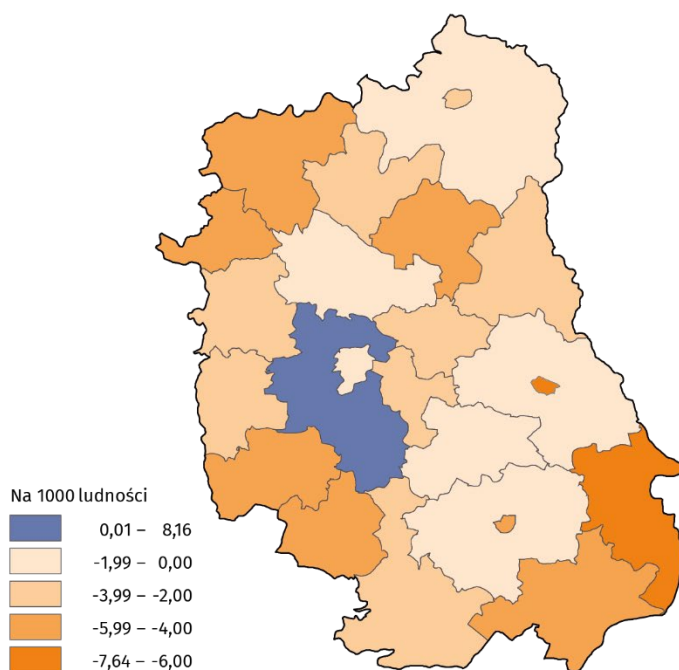 Na 1000 ludności
0,01 – 8,16
-1,99 – 0,00
-3,99 – -2,00
-5,99 – -4,00
-7,64 – -6,00